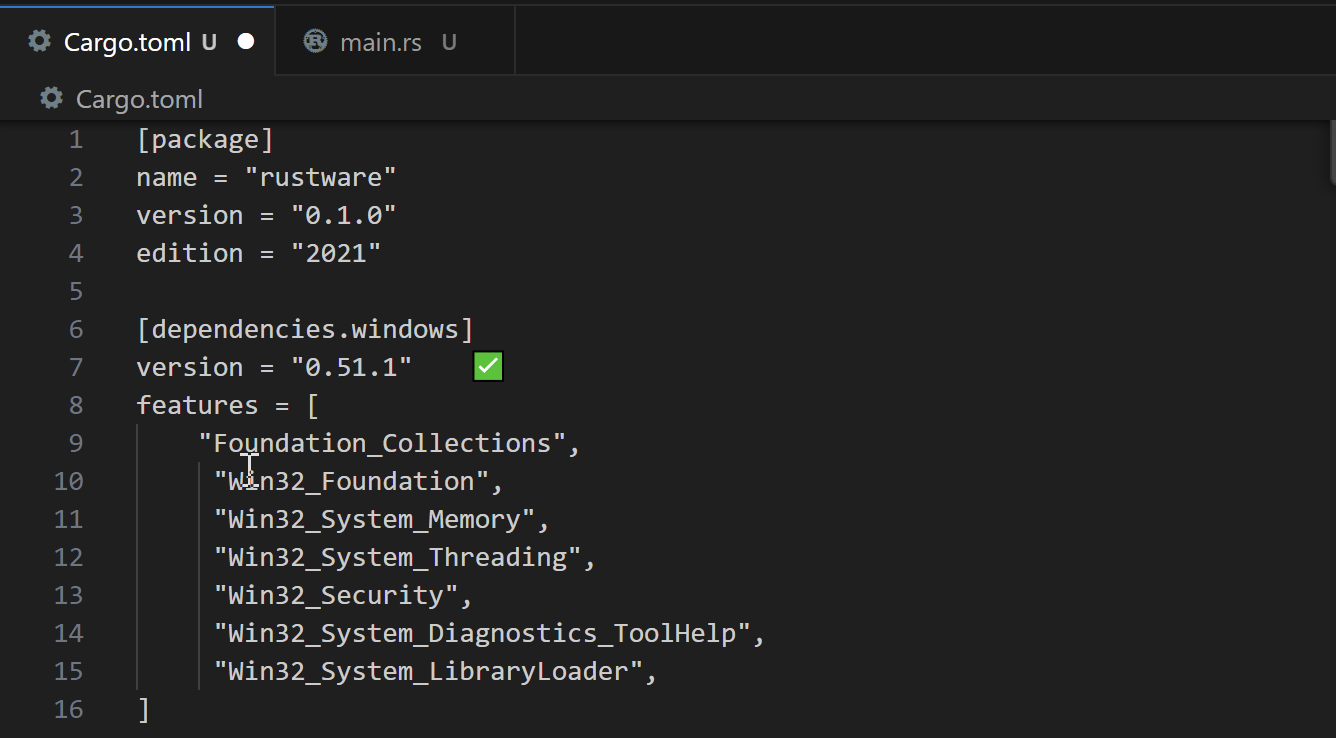 Cargo.toml U main.rs U
Cargo.toml
1 [package]
2 name = "rustware"
3 version = "0.1.0"
4 edition = "2021"
5
6 [dependencies.windows]
7 version = "0.51.1" ✅
8 features = [
9 "Foundation_Collections",
10 "Win32_Foundation",
11 "Win32_System_Memory",
12 "Win32_System_Threading",
13 "Win32_Security",
14 "Win32_System_Diagnostics_ToolHelp",
15 "Win32_System_LibraryLoader",
16 ]